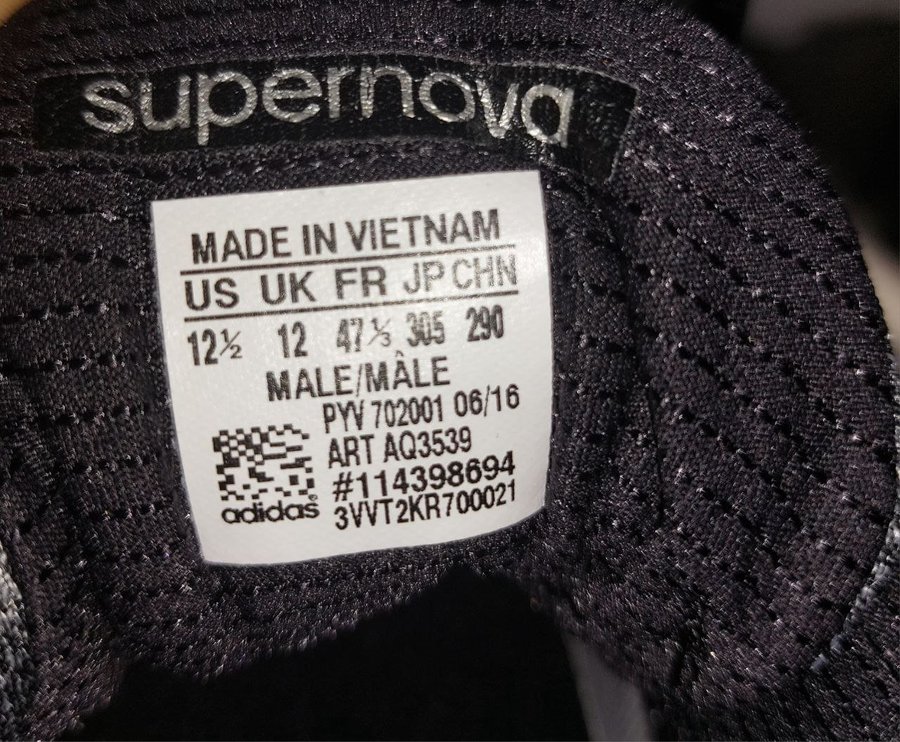 supernova
MADE IN VIETNAM
US UK FR JP CHN
12½ 12 47⅓ 305 290
MALE/MÂLE
PYV 702001 06/16
ART AQ3539
#114398694
adidas® 3VVT2KR700021